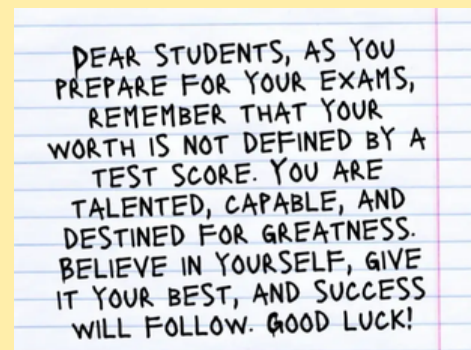 DEAR STUDENTS, AS YOU
PREPARE FOR YOUR EXAMS,
REMEMBER THAT YOUR
WORTH IS NOT DEFINED BY A
TEST SCORE. YOU ARE
TALENTED, CAPABLE, AND
DESTINED FOR GREATNESS.
BELIEVE IN YOURSELF, GIVE
IT YOUR BEST, AND SUCCESS
WILL FOLLOW. GOOD LUCK!